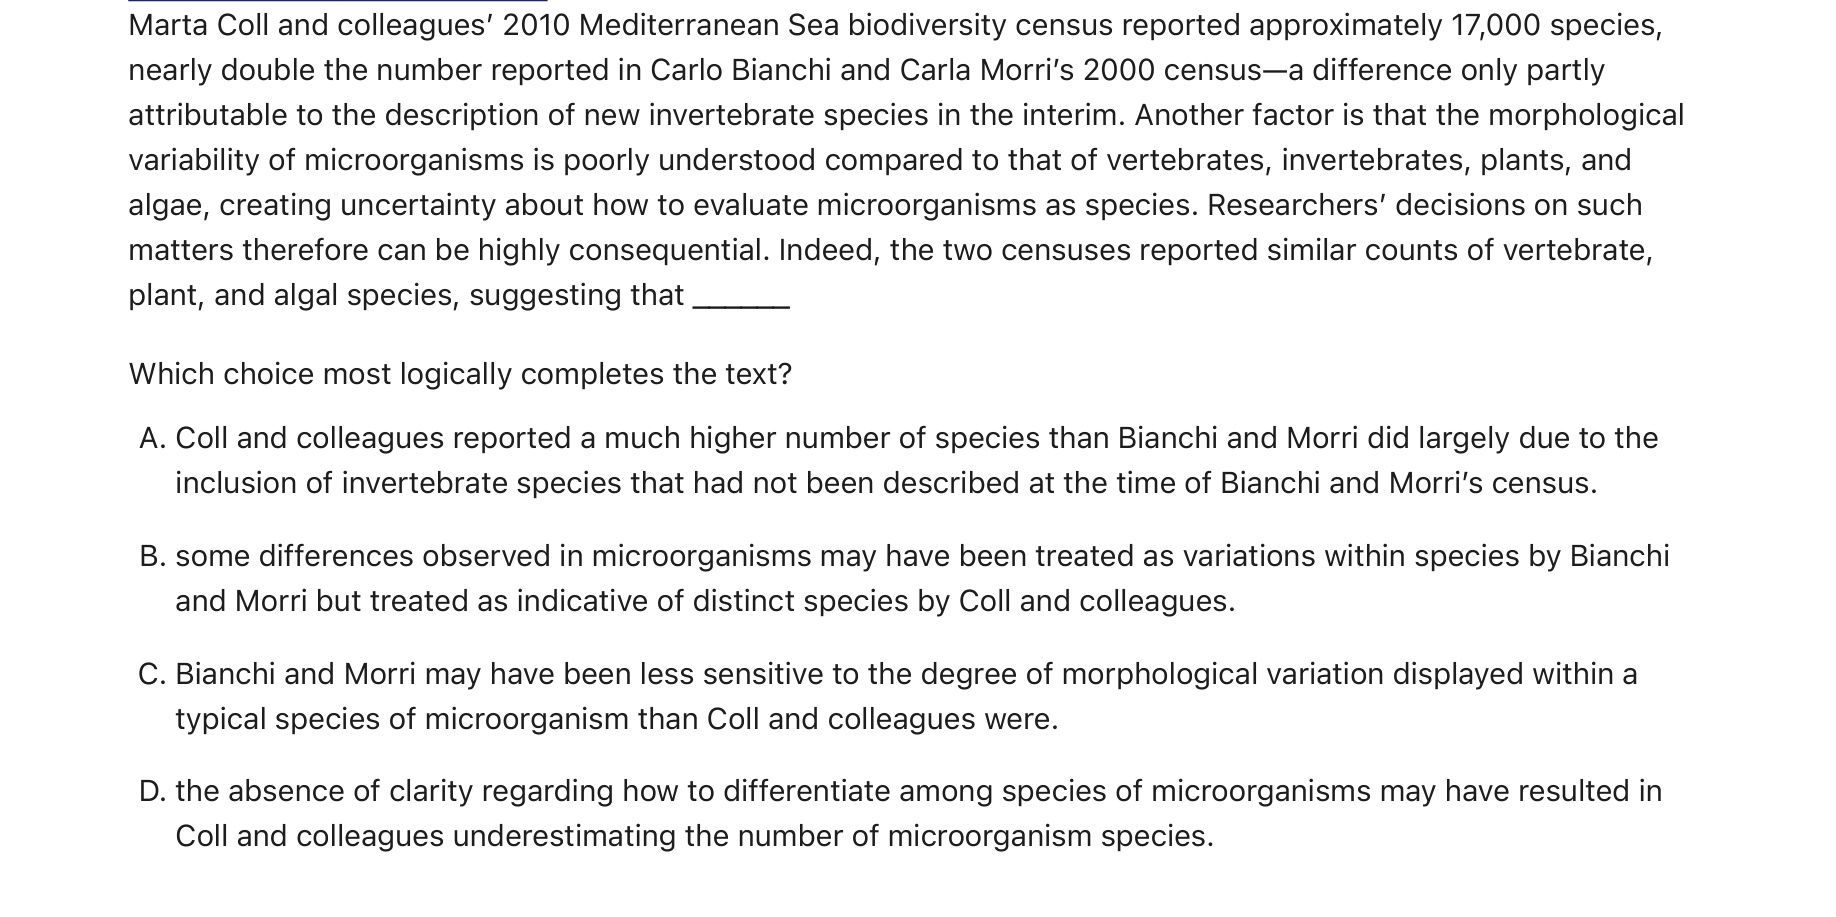 Marta Coll and colleagues’ 2010 Mediterranean Sea biodiversity census reported approximately 17,000 species,
nearly double the number reported in Carlo Bianchi and Carla Morri’s 2000 census—a difference only partly
attributable to the description of new invertebrate species in the interim. Another factor is that the morphological
variability of microorganisms is poorly understood compared to that of vertebrates, invertebrates, plants, and
algae, creating uncertainty about how to evaluate microorganisms as species. Researchers’ decisions on such
matters therefore can be highly consequential. Indeed, the two censuses reported similar counts of vertebrate,
plant, and algal species, suggesting that ______
Which choice most logically completes the text?
A. Coll and colleagues reported a much higher number of species than Bianchi and Morri did largely due to the
inclusion of invertebrate species that had not been described at the time of Bianchi and Morri’s census.
B. some differences observed in microorganisms may have been treated as variations within species by Bianchi
and Morri but treated as indicative of distinct species by Coll and colleagues.
C. Bianchi and Morri may have been less sensitive to the degree of morphological variation displayed within a
typical species of microorganism than Coll and colleagues were.
D. the absence of clarity regarding how to differentiate among species of microorganisms may have resulted in
Coll and colleagues underestimating the number of microorganism species.